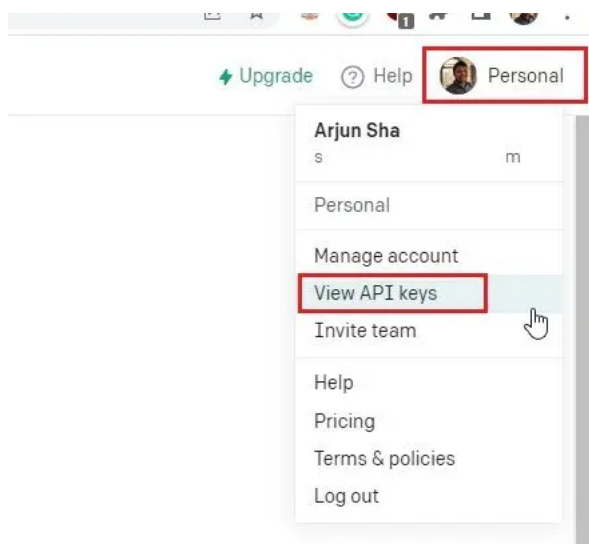 1
Upgrade ? Help Personal
Arjun Sha
s m
Personal
Manage account
View API keys
Invite team
Help
Pricing
Terms & policies
Log out